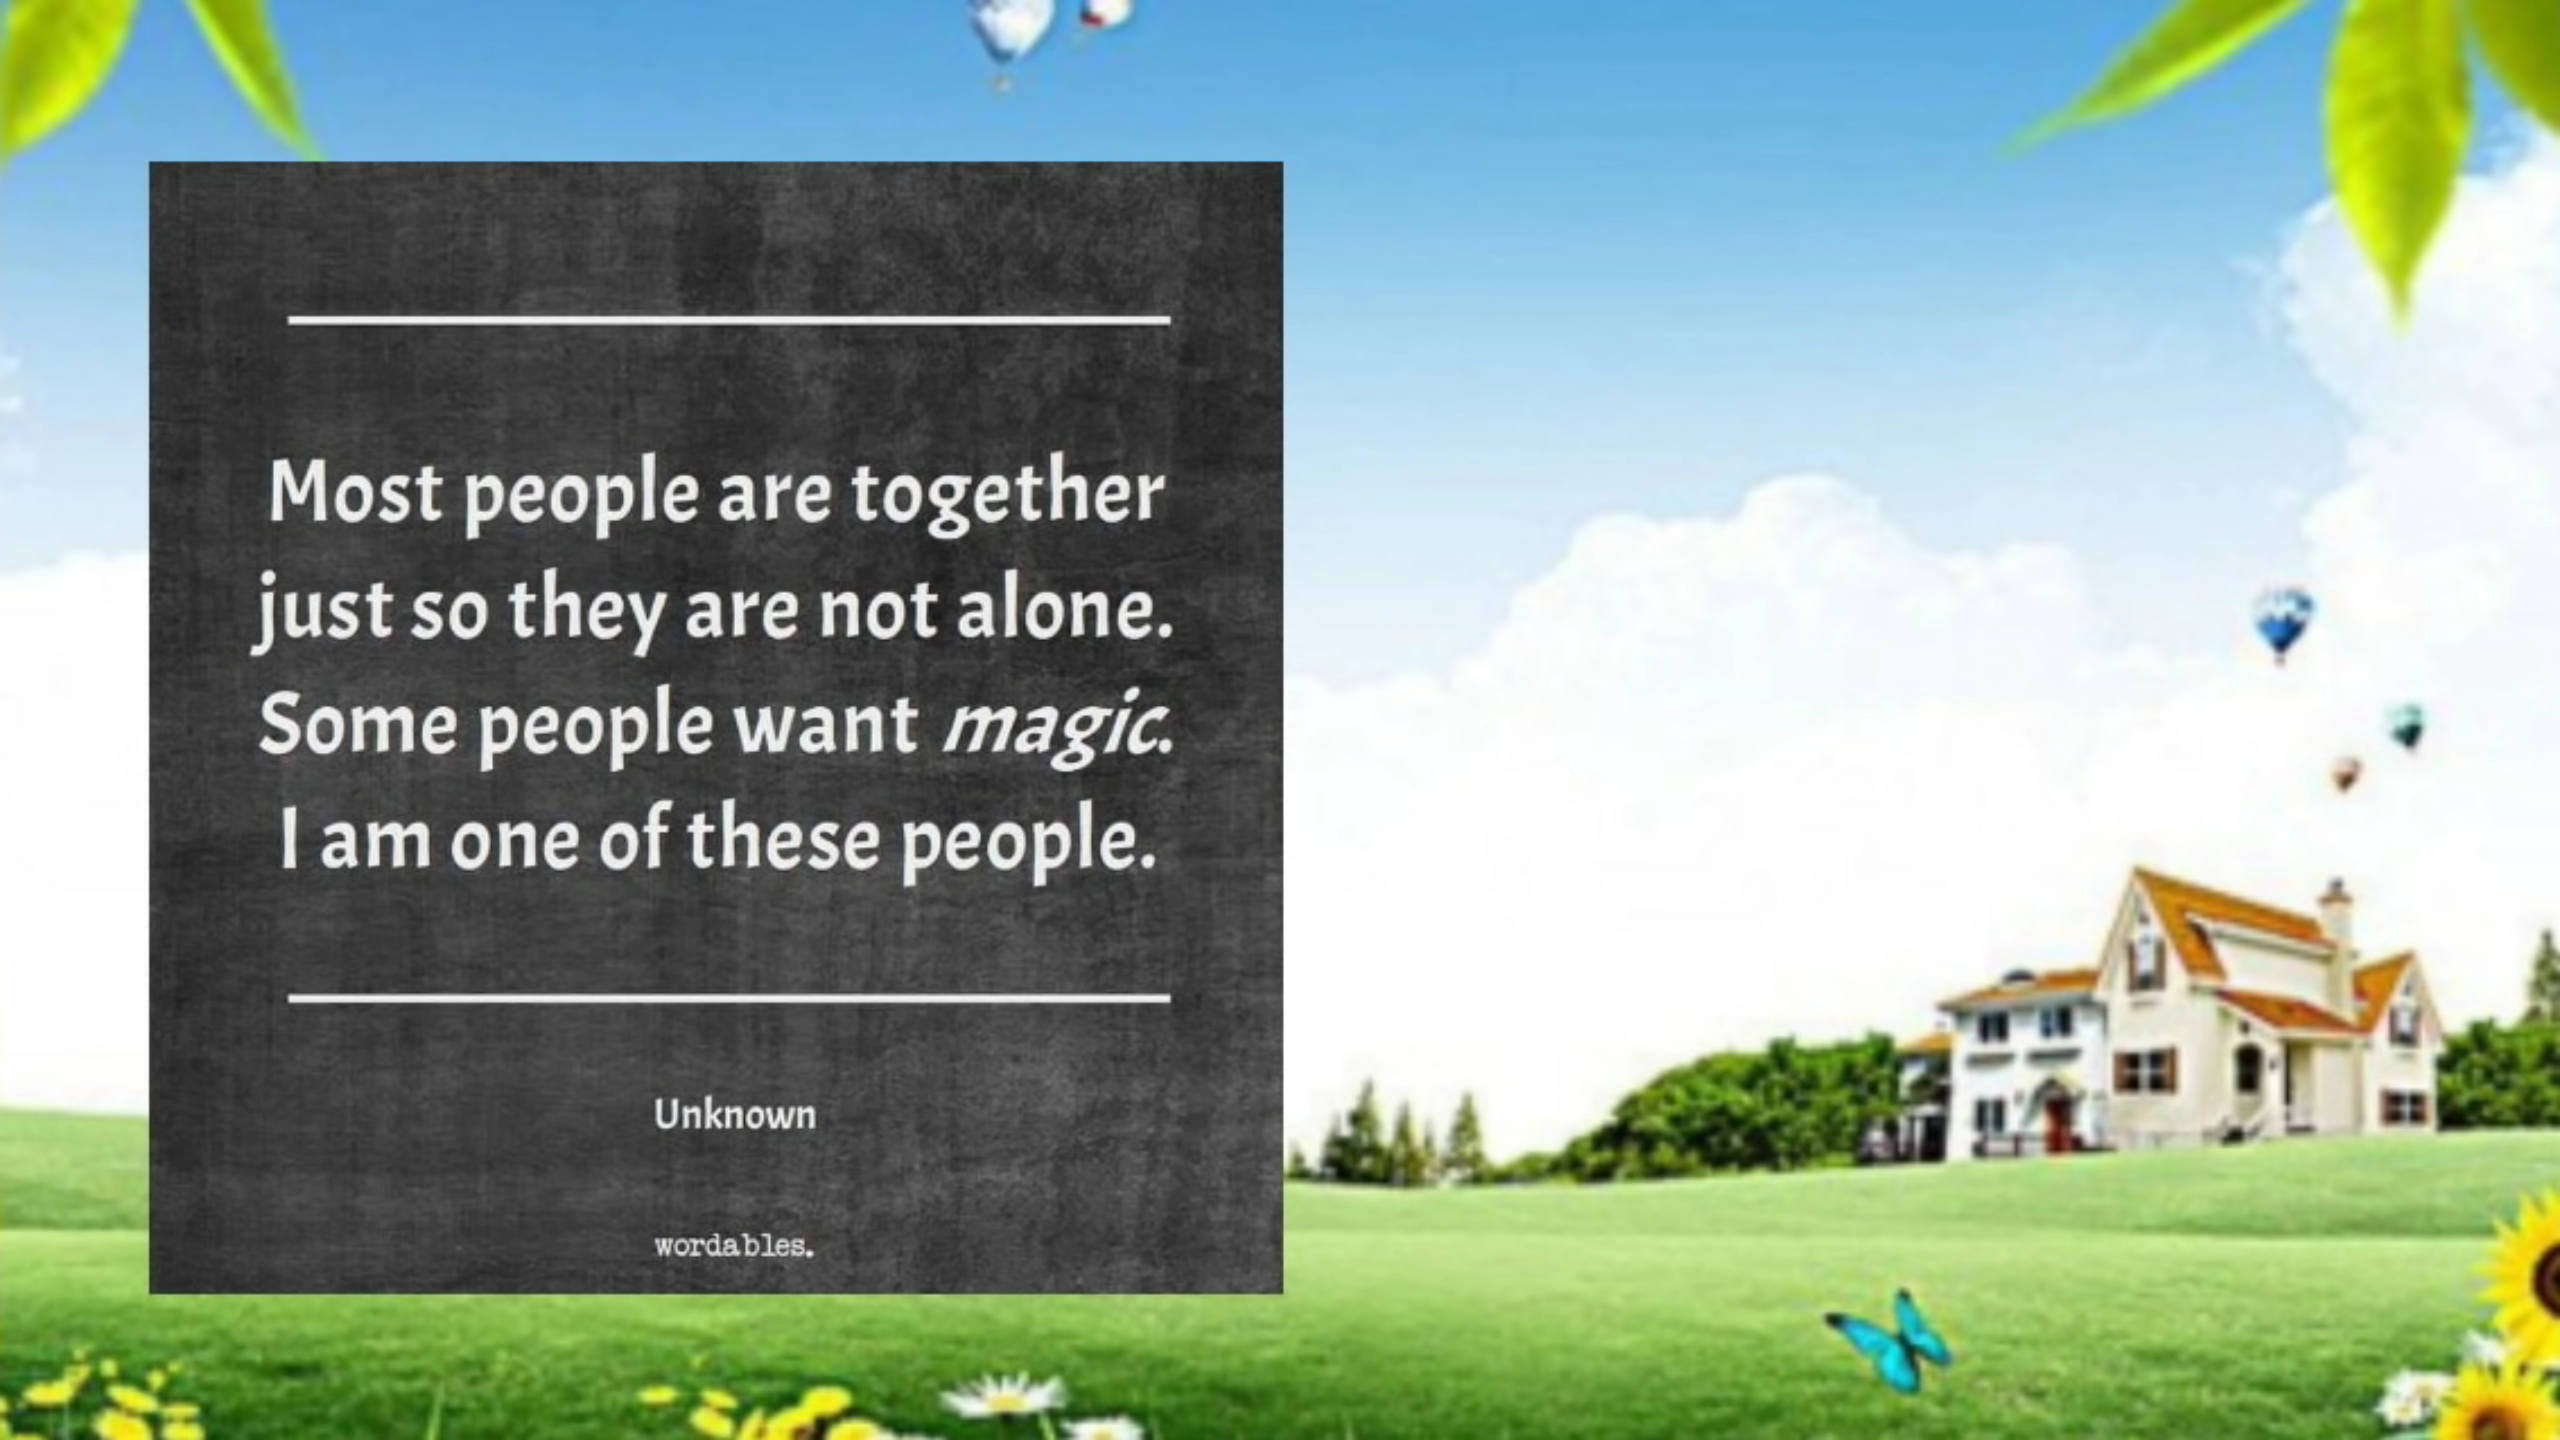 Most people are together
just so they are not alone.
Some people want magic.
I am one of these people.
Unknown
wordables.